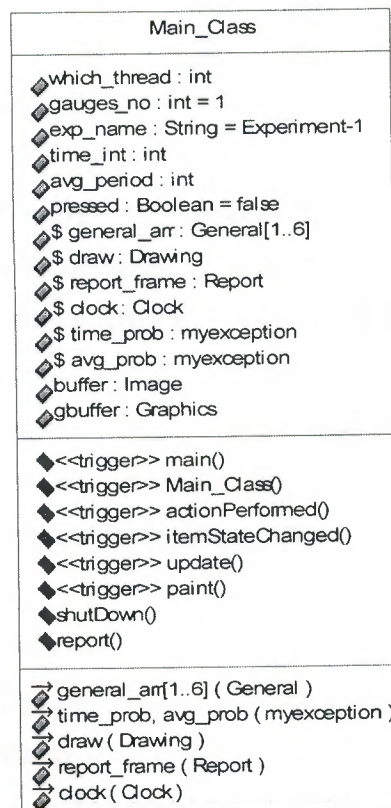 Main_Class
which_thread : int
gauges_no : int = 1
exp_name : String = Experiment-1
time_int : int
avg_period : int
pressed : Boolean = false
$ general_arr : General[1..6]
$ draw : Drawing
$ report_frame : Report
$ clock : Clock
$ time_prob : myexception
$ avg_prob : myexception
buffer : Image
gbuffer : Graphics
<<trigger>> main()
<<trigger>> Main_Class()
<<trigger>> actionPerformed()
<<trigger>> itemStateChanged()
<<trigger>> update()
<<trigger>> paint()
shutDown()
report()
general_arr[1..6] ( General )
time_prob, avg_prob ( myexception )
draw ( Drawing )
report_frame ( Report )
clock ( Clock )